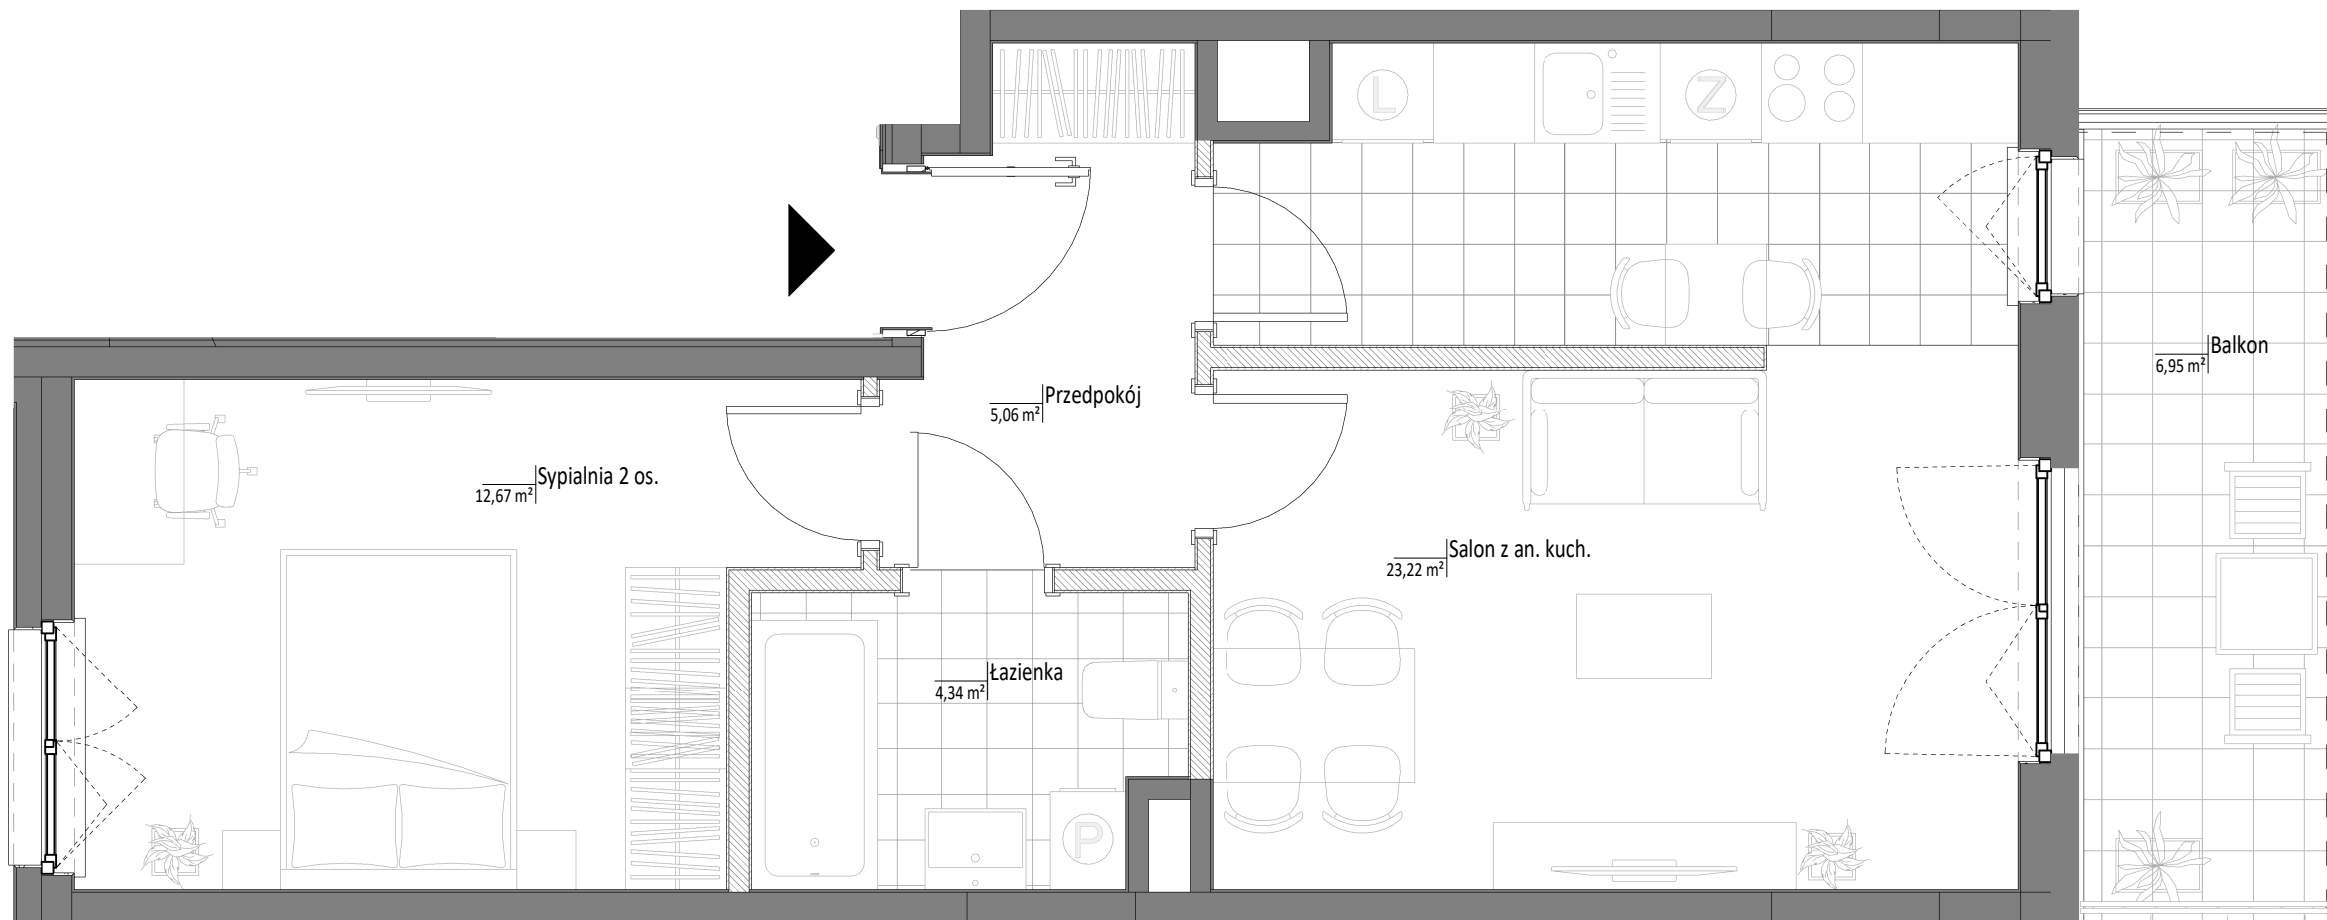 L
Z
Balkon
6,95 m²
Przedpokój
5,06 m²
Sypialnia 2 os.
12,67 m²
Salon z an. kuch.
23,22 m²
Łazienka
4,34 m²
P